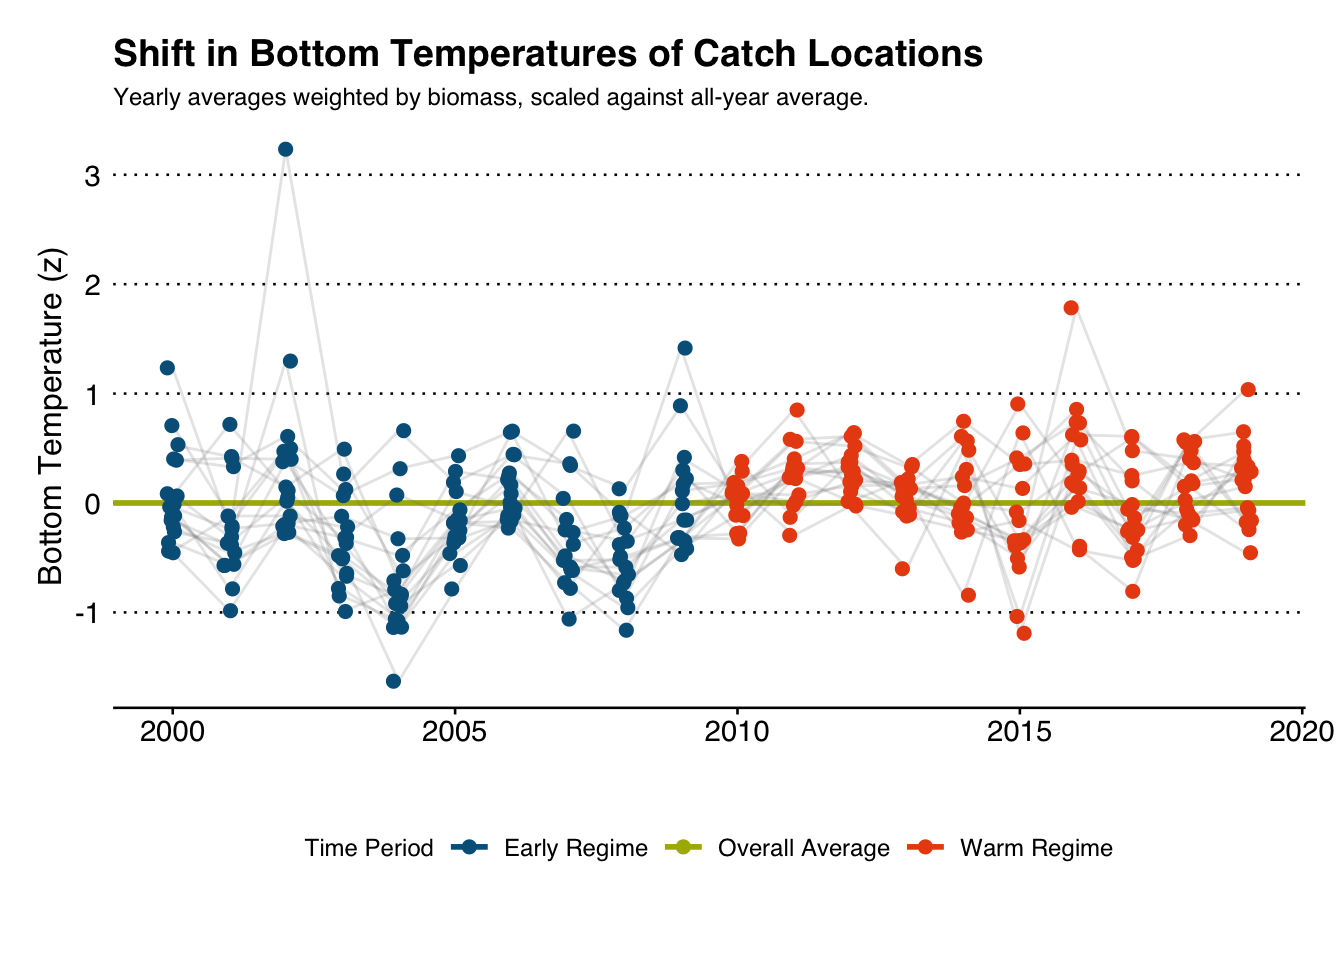 Shift in Bottom Temperatures of Catch Locations
Yearly averages weighted by biomass, scaled against all-year average.
Bottom Temperature (z)
3
2
1
0
-1
2000 2005 2010 2015 2020
Time Period Early Regime Overall Average Warm Regime